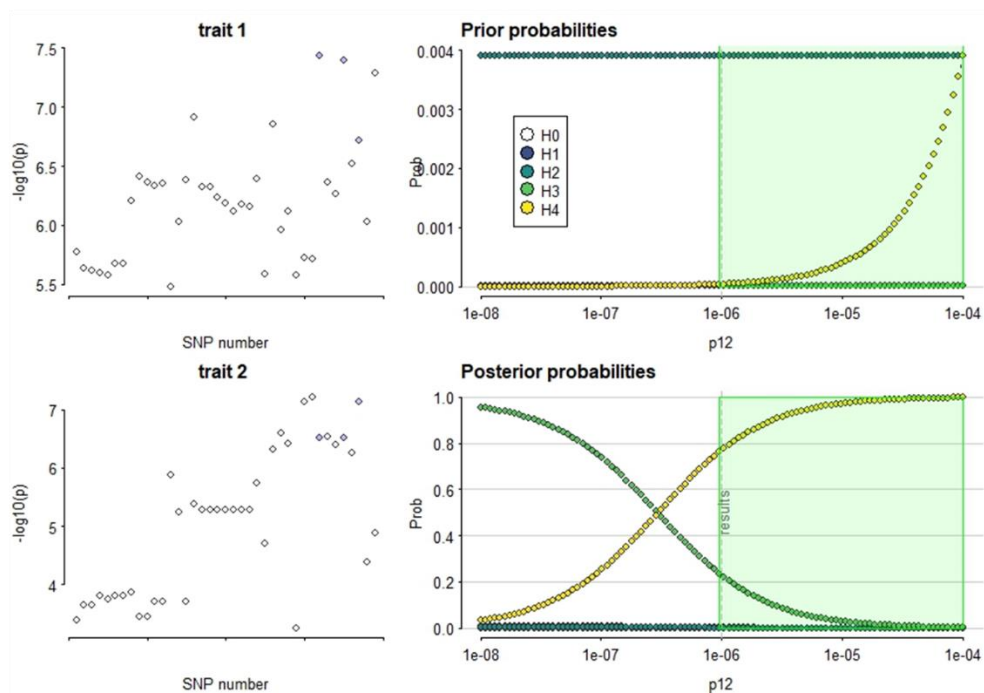 trait 1
-log10(p)
7.5
7.0
6.5
6.0
5.5
SNP number
Prior probabilities
Prob
0.004
0.003
0.002
0.001
0.000
H0
H1
H2
H3
H4
1e-08 1e-07 1e-06 1e-05 1e-04
p12
trait 2
-log10(p)
7
6
5
4
SNP number
Posterior probabilities
Prob
1.0
0.8
0.6
0.4
0.2
0.0
results
1e-08 1e-07 1e-06 1e-05 1e-04
p12